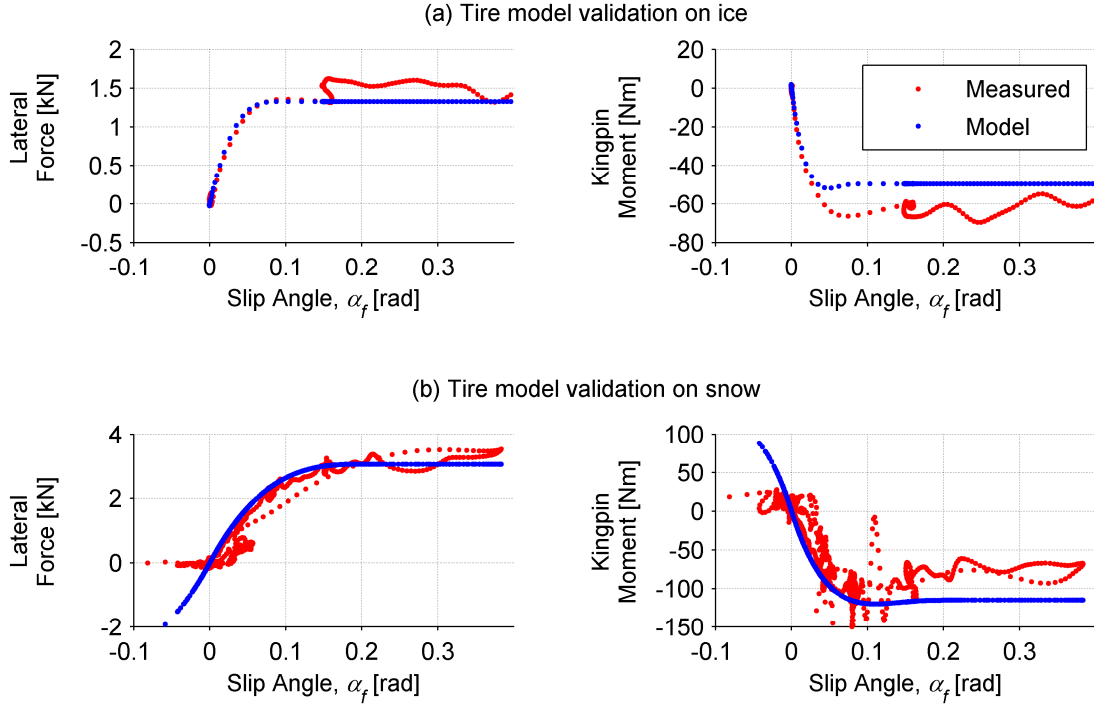 (a) Tire model validation on ice
Lateral
Force [kN]
2
1.5
1
0.5
0
-0.5
-0.1
0
0.1
0.2
0.3
Slip Angle, αf [rad]
Kingpin
Moment [Nm]
20
0
-20
-40
-60
-80
-0.1
0
0.1
0.2
0.3
Slip Angle, αf [rad]
Measured
Model
(b) Tire model validation on snow
Lateral
Force [kN]
4
2
0
-2
-0.1
0
0.1
0.2
0.3
Slip Angle, αf [rad]
Kingpin
Moment [Nm]
100
50
0
-50
-100
-150
-0.1
0
0.1
0.2
0.3
Slip Angle, αf [rad]